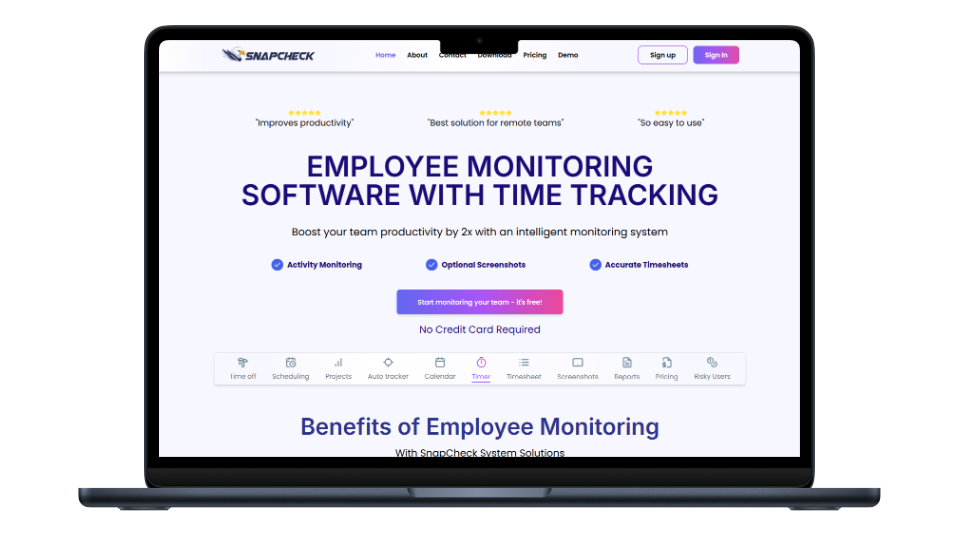 SNAPCHECK
Home About Contact Download Pricing Demo Sign up Sign In
"Improves productivity" "Best solution for remote teams" "So easy to use"
EMPLOYEE MONITORING
SOFTWARE WITH TIME TRACKING
Boost your team productivity by 2x with an intelligent monitoring system
Activity Monitoring Optional Screenshots Accurate Timesheets
Start monitoring your team - it's free!
No Credit Card Required
Time off Scheduling Projects Auto tracker Calendar Timer Timesheet Screenshots Reports Pricing Risky Users
Benefits of Employee Monitoring
With SnapCheck System Solutions